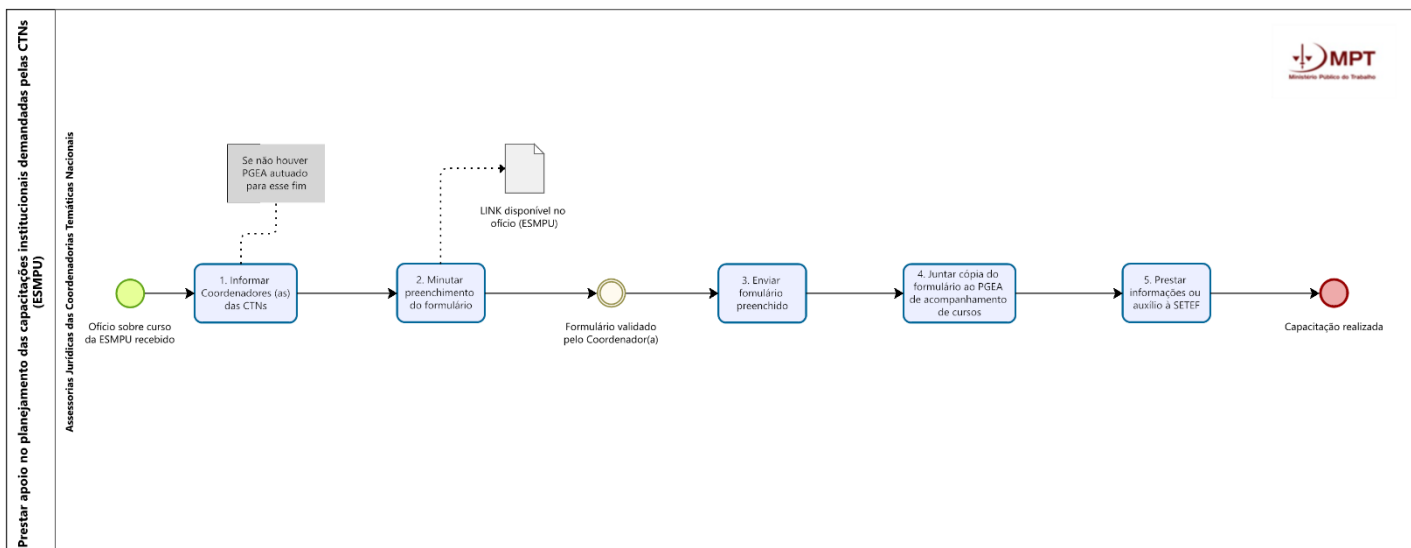 Prestar apoio no planejamento das capacitações institucionais demandadas pelas CTNs
(ESMPU)
Assessorias Jurídicas das Coordenadorias Temáticas Nacionais
MPT
Ministério Público do Trabalho
Se não houver
PGEA autuado
para esse fim
LINK disponível no
ofício (ESMPU)
Ofício sobre curso
da ESMPU recebido
1. Informar
Coordenadores (as)
das CTNs
2. Minutar
preenchimento
do formulário
Formulário validado
pelo Coordenador(a)
3. Enviar
fomulário
preenchido
4. Juntar cópia do
formulário ao PGEA
de acompanhamento
de cursos
5. Prestar
informações ou
auxílio à SETEF
Capacitação realizada